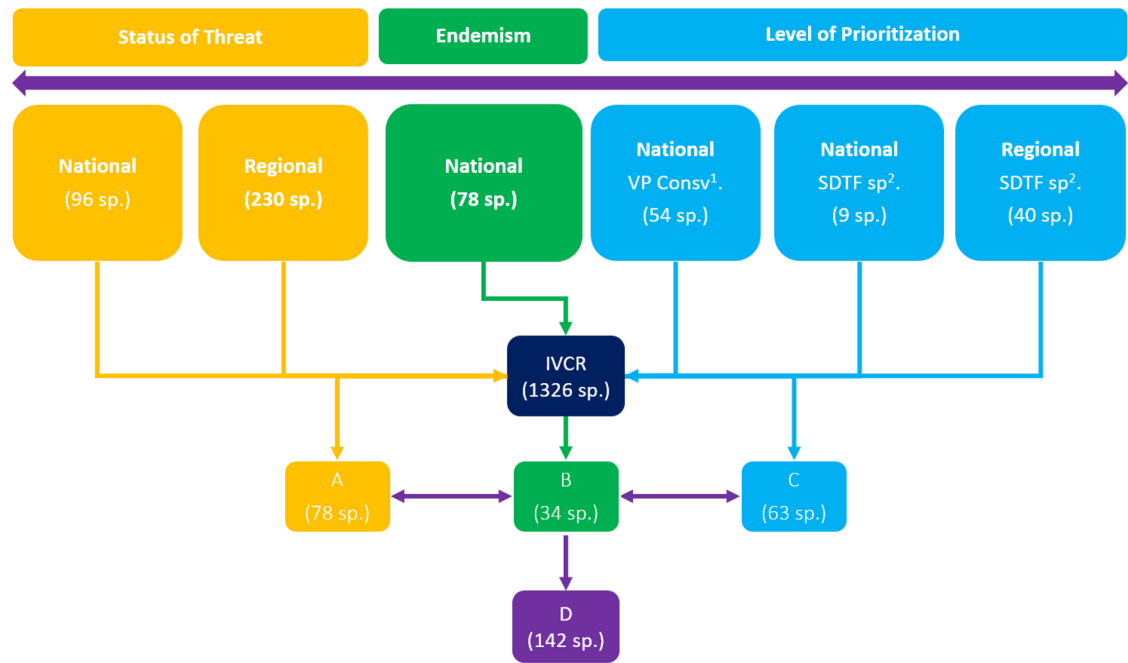 Status of Threat
Endemism
Level of Prioritization
National
(96 sp.)
Regional
(230 sp.)
National
(78 sp.)
National
VP Consv¹.
(54 sp.)
National
SDTF sp².
(9 sp.)
Regional
SDTF sp².
(40 sp.)
IVCR
(1326 sp.)
A
(78 sp.)
B
(34 sp.)
C
(63 sp.)
D
(142 sp.)